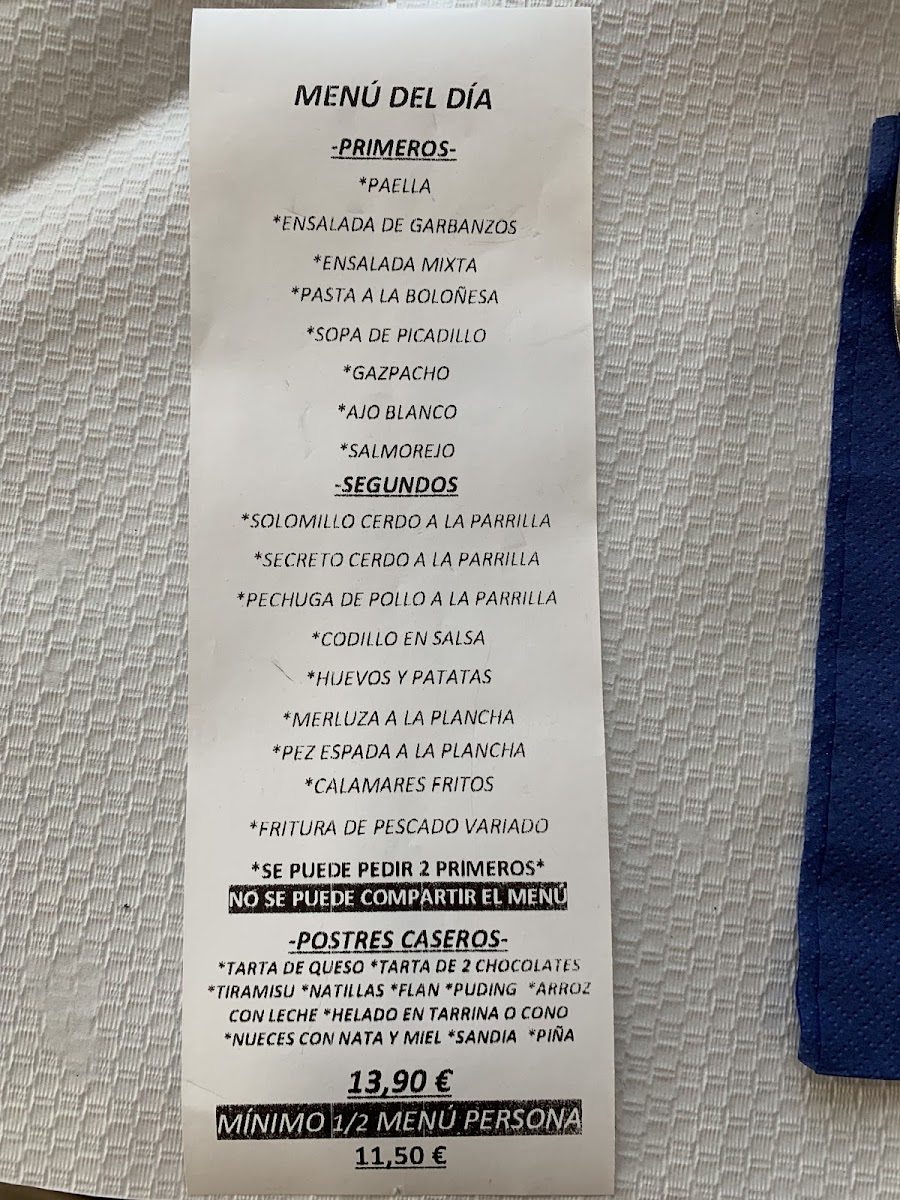 MENÚ DEL DÍA
-PRIMEROS-
*PAELLA
*ENSALADA DE GARBANZOS
*ENSALADA MIXTA
*PASTA A LA BOLOÑESA
*SOPA DE PICADILLO
*GAZPACHO
*AJO BLANCO
*SALMOREJO
-SEGUNDOS
*SOLOMILLO CERDO A LA PARRILLA
*SECRETO CERDO A LA PARRILLA
*PECHUGA DE POLLO A LA PARRILLA
*CODILLO EN SALSA
*HUEVOS Y PATATAS
*MERLUZA A LA PLANCHA
*PEZ ESPADA A LA PLANCHA
*CALAMARES FRITOS
*FRITURA DE PESCADO VARIADO
*SE PUEDE PEDIR 2 PRIMEROS*
NO SE PUEDE COMPARTIR EL MENÚ
-POSTRES CASEROS-
*TARTA DE QUESO *TARTA DE 2 CHOCOLATES
*TIRAMISU *NATILLAS *FLAN *PUDING *ARROZ
CON LECHE *HELADO EN TARRINA O CONO
*NUECES CON NATA Y MIEL *SANDIA *PIÑA
13,90 €
MÍNIMO 1/2 MENÚ PERSONA
11,50 €